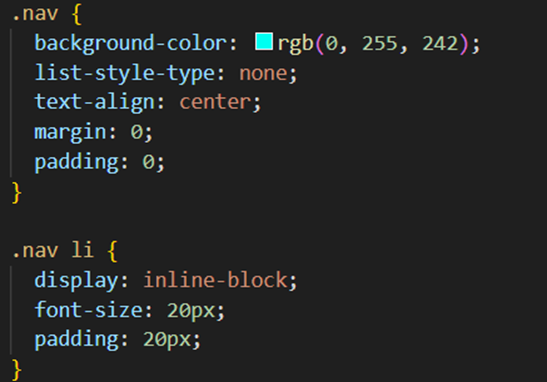 .nav {
background-color: rgb(0, 255, 242);
list-style-type: none;
text-align: center;
margin: 0;
padding: 0;
}
.nav li {
display: inline-block;
font-size: 20px;
padding: 20px;
}